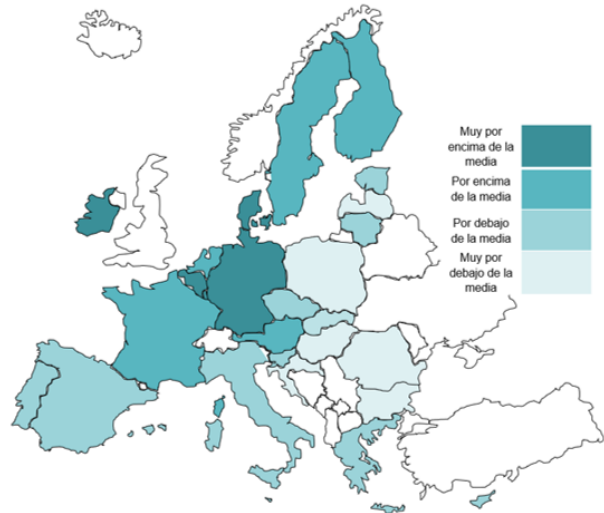 Muy por
encima de la
media
Por encima
de la media
Por debajo
de la media
Muy por
debajo de la
media